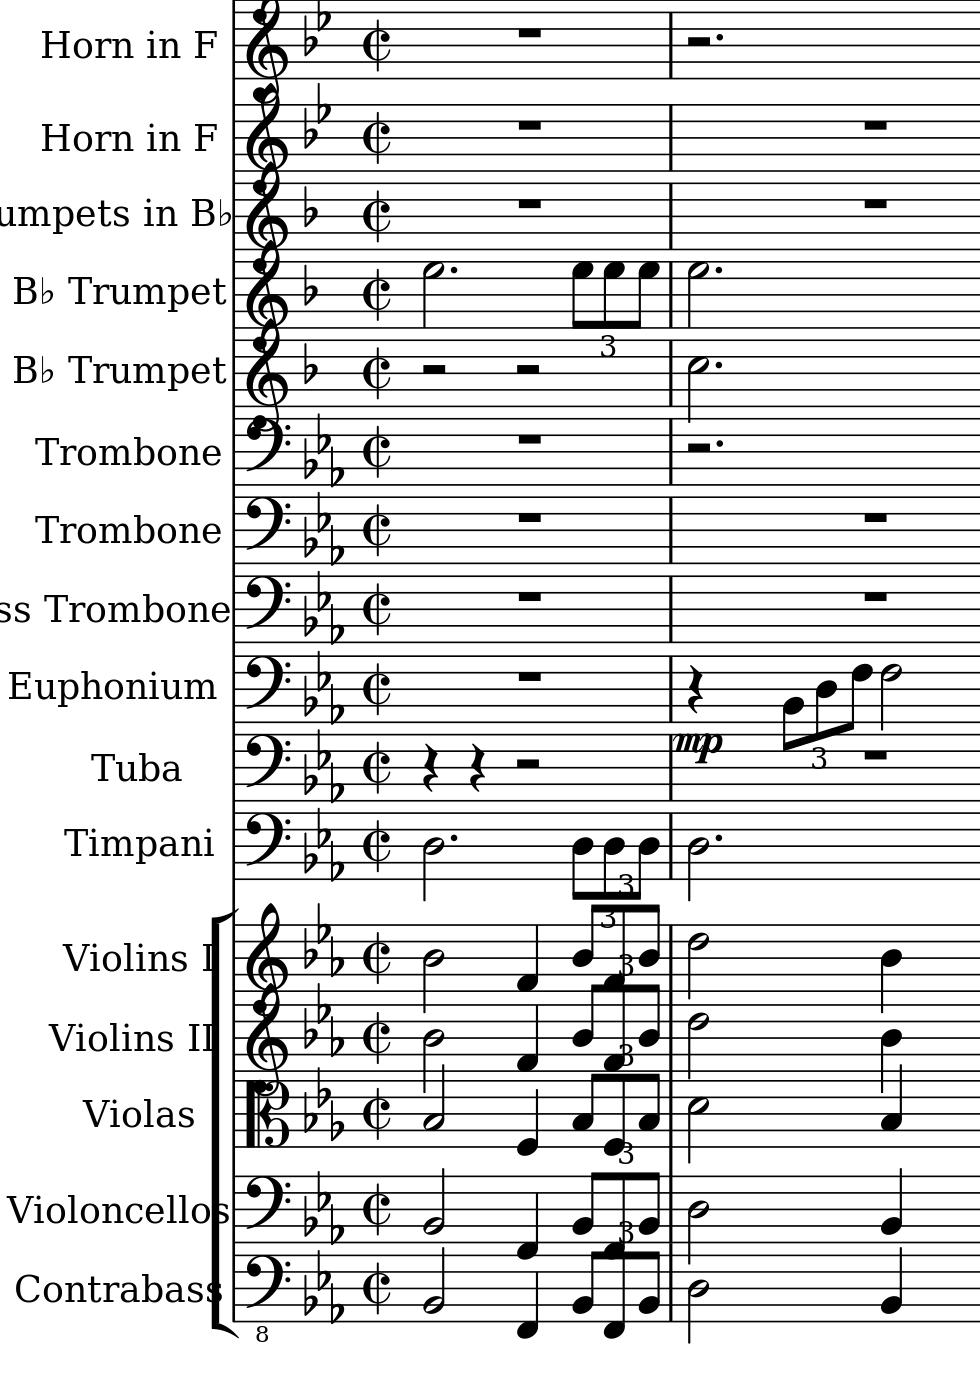 Horn in F
Horn in F
umpets in B♭
B♭ Trumpet
3
B♭ Trumpet
Trombone
Trombone
ss Trombone
Euphonium
mp
3
Tuba
Timpani
3
3
Violins I
3
Violins II
3
Violas
3
Violoncellos
3
Contrabass
8